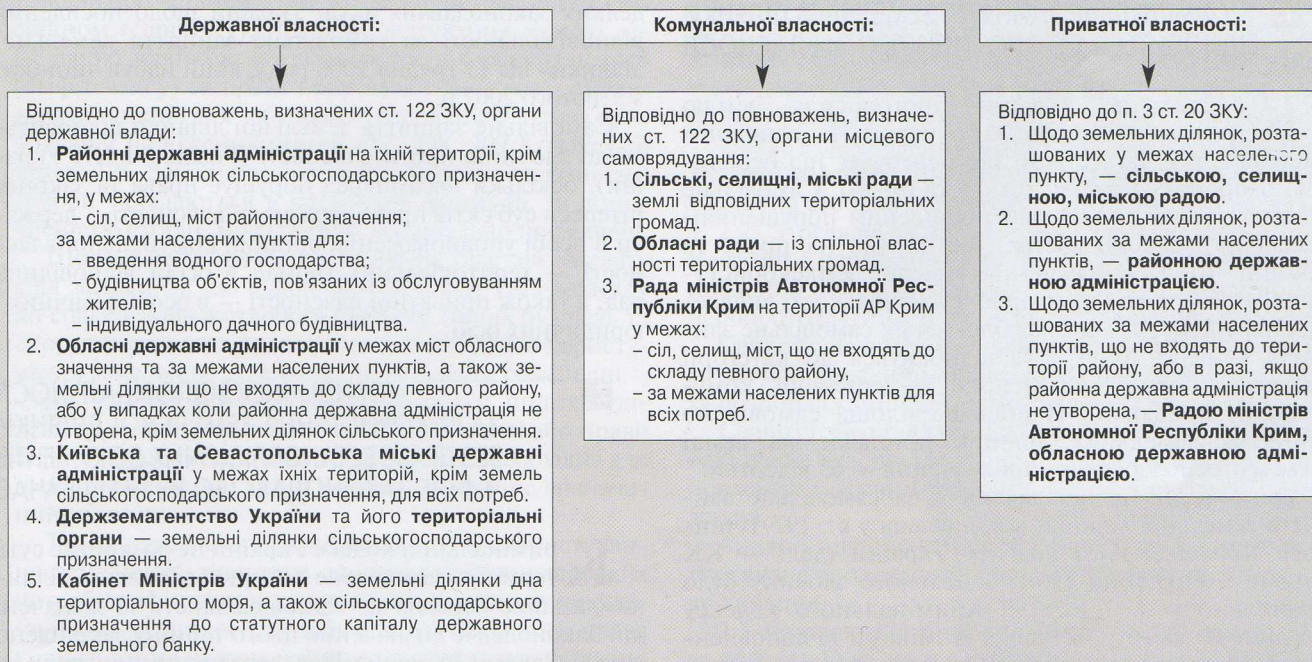 Державної власності:
Відповідно до повноважень, визначених ст. 122 ЗКУ, органи
державної влади:
1. Районні державні адміністрації на їхній території, крім
земельних ділянок сільськогосподарського призначен-
ня, у межах:
– сіл, селищ, міст районного значення;
за межами населених пунктів для:
– введення водного господарства;
– будівництва об'єктів, пов'язаних із обслуговуванням
жителів;
– індивідуального дачного будівництва.
2. Обласні державні адміністрації у межах міст обласного
значення та за межами населених пунктів, а також зе-
мельні ділянки що не входять до складу певного району,
або у випадках коли районна державна адміністрація не
утворена, крім земельних ділянок сільського призначення.
3. Київська та Севастопольська міські державні
адміністрації у межах їхніх територій, крім земель
сільськогосподарського призначення, для всіх потреб.
4. Держземагентство України та його територіальні
органи — земельні ділянки сільськогосподарського
призначення.
5. Кабінет Міністрів України — земельні ділянки дна
територіального моря, а також сільськогосподарського
призначення до статутного капіталу державного
земельного банку.
Комунальної власності:
Відповідно до повноважень, визначе-
них ст. 122 ЗКУ, органи місцевого
самоврядування:
1. Сільські, селищні, міські ради –
землі відповідних територіальних
громад.
2. Обласні ради – із спільної влас-
ності територіальних громад.
3. Рада міністрів Автономної Рес-
публіки Крим на території АР Крим
у межах:
– сіл, селищ, міст, що не входять до
складу певного району,
– за межами населених пунктів для
всіх потреб.
Приватної власності:
Відповідно до п. 3 ст. 20 ЗКУ:
1. Щодо земельних ділянок, розта-
шованих у межах населеного
пункту, — сільською, селищ-
ною, міською радою.
2. Щодо земельних ділянок, розта-
шованих за межами населених
пунктів, — районною держав-
ною адміністрацією.
3. Щодо земельних ділянок, розта-
шованих за межами населених
пунктів, що не входять до тери-
торії району, або в разі, якщо
районна державна адміністрація
не утворена, — Радою міністрів
Автономної Республіки Крим,
обласною державною адмі-
ністрацією.